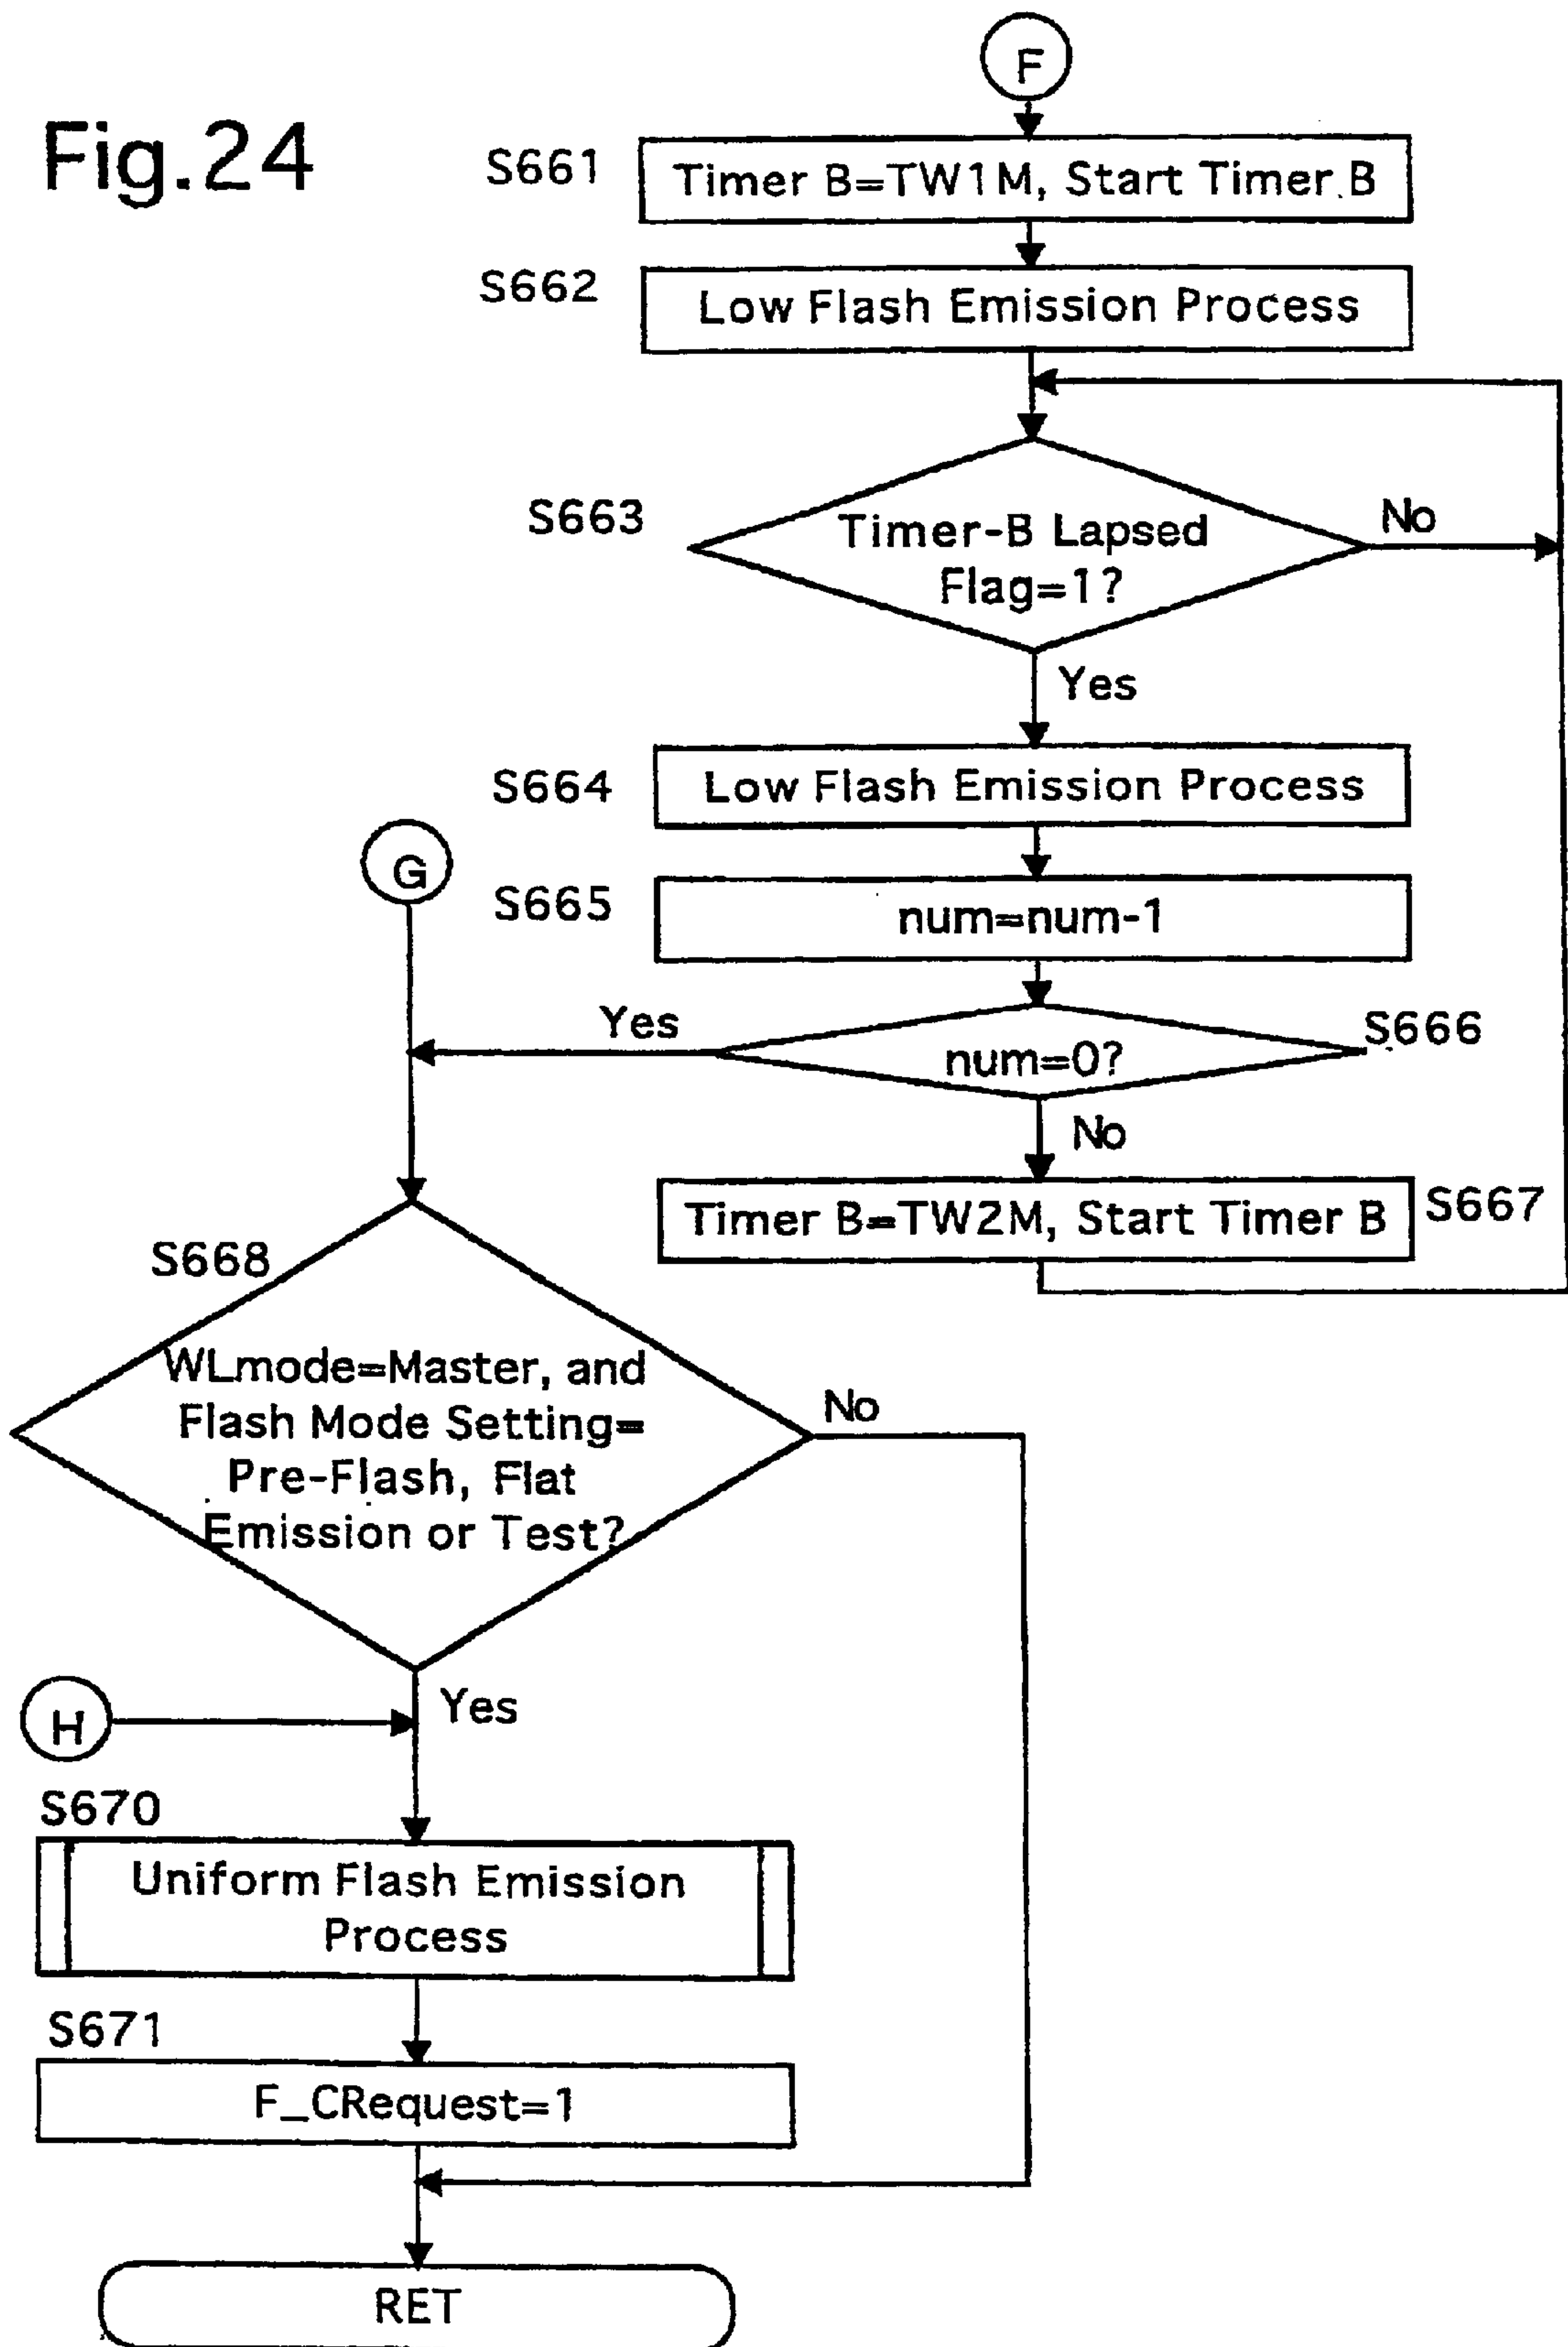 F
Fig.24
S661
Timer B=TW1M, Start Timer B
S662
Low Flash Emission Process
S663
Timer-B Lapsed
Flag=1?
No
Yes
S664
Low Flash Emission Process
G
S665
num=num-1
Yes
num=0?
S666
No
Timer B=TW2M, Start Timer B
S667
S668
WLmode=Master, and
Flash Mode Setting=
Pre-Flash, Flat
Emission or Test?
No
H
Yes
S670
Uniform Flash Emission
Process
S671
F_CRequest=1
RET